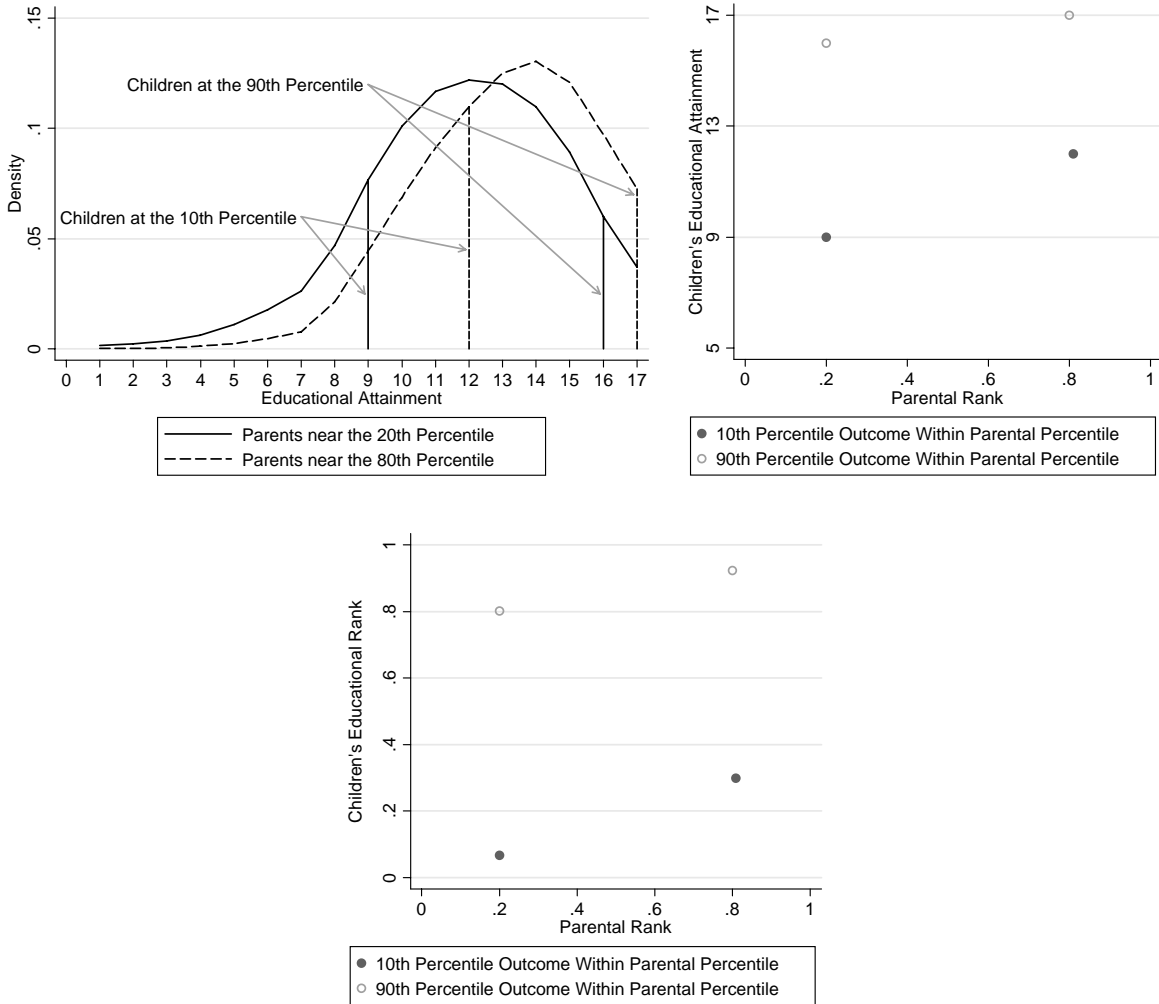 .15
.1
.05
0
Density
Children at the 90th Percentile
Children at the 10th Percentile
0 1 2 3 4 5 6 7 8 9 10 11 12 13 14 15 16 17
Educational Attainment
Parents near the 20th Percentile
Parents near the 80th Percentile
17
13
9
5
Children's Educational Attainment
0 .2 .4 .6 .8 1
Parental Rank
10th Percentile Outcome Within Parental Percentile
90th Percentile Outcome Within Parental Percentile
1
.8
.6
.4
.2
0
Children's Educational Rank
0 .2 .4 .6 .8 1
Parental Rank
10th Percentile Outcome Within Parental Percentile
90th Percentile Outcome Within Parental Percentile